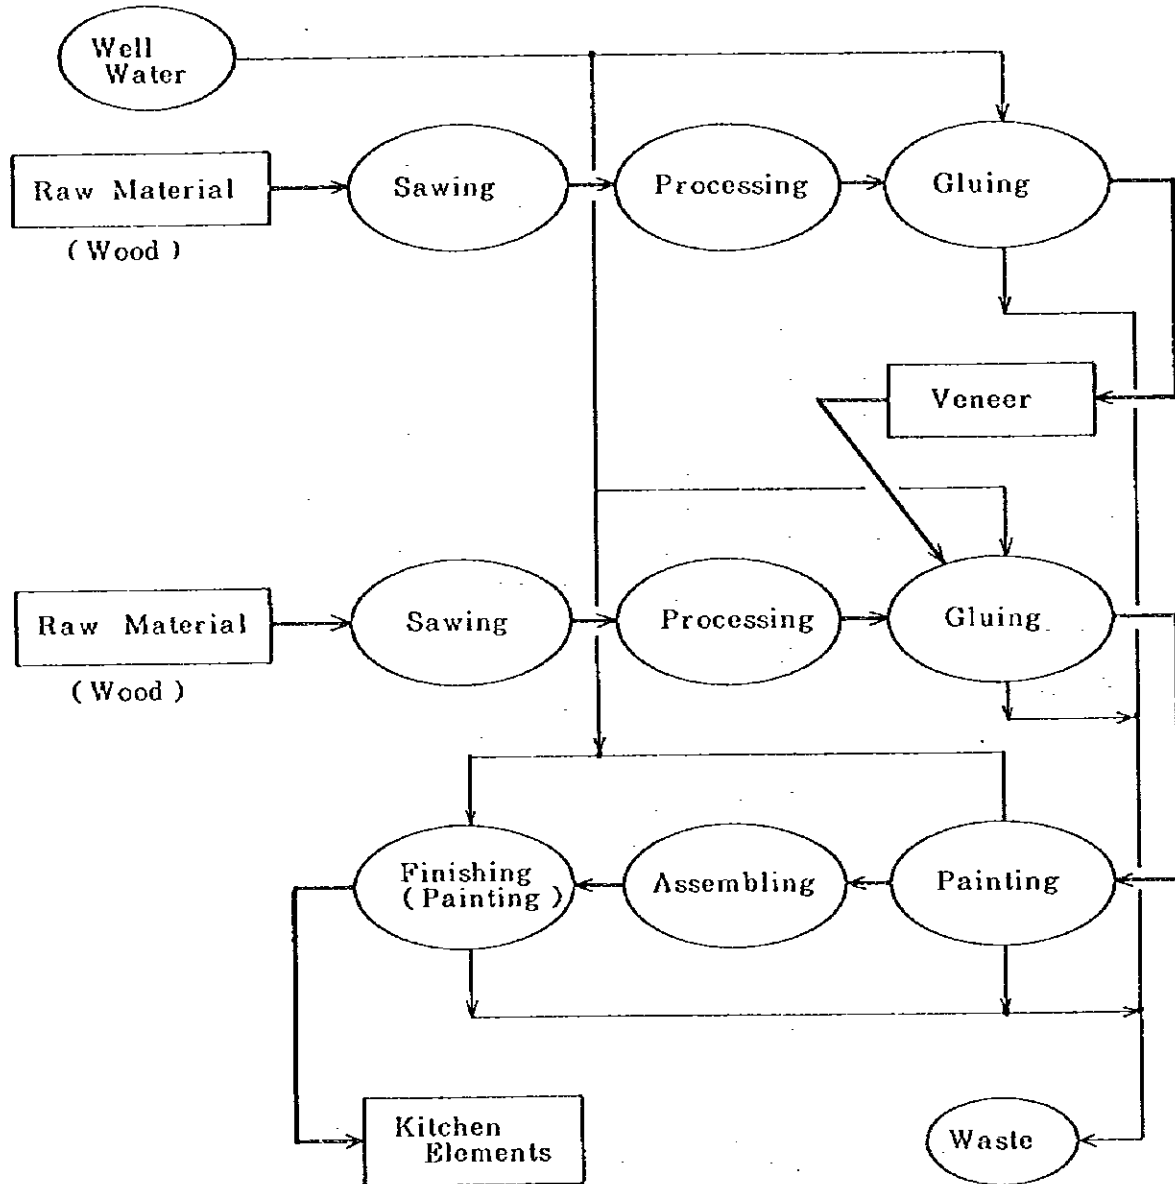 Well
Water
Raw Material
(Wood)
Sawing
Processing
Gluing
Veneer
Raw Material
(Wood)
Sawing
Processing
Gluing
Finishing
(Painting)
Assembling
Painting
Kitchen
Elements
Waste